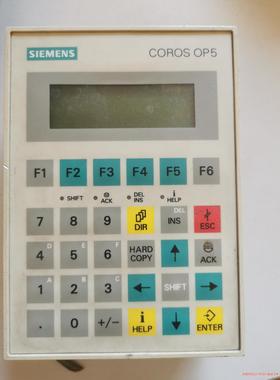 SIEMENS COROS OP5
F1 F2 F3 F4 F5 F6
SHIFT ACK DEL INS i HELP
7 8 9 DIR DEL INS ESC
D 4 E 5 F 6 HARD COPY ACK
A 1 B 2 C 3 SHIFT
. 0 +/- i HELP ENTER